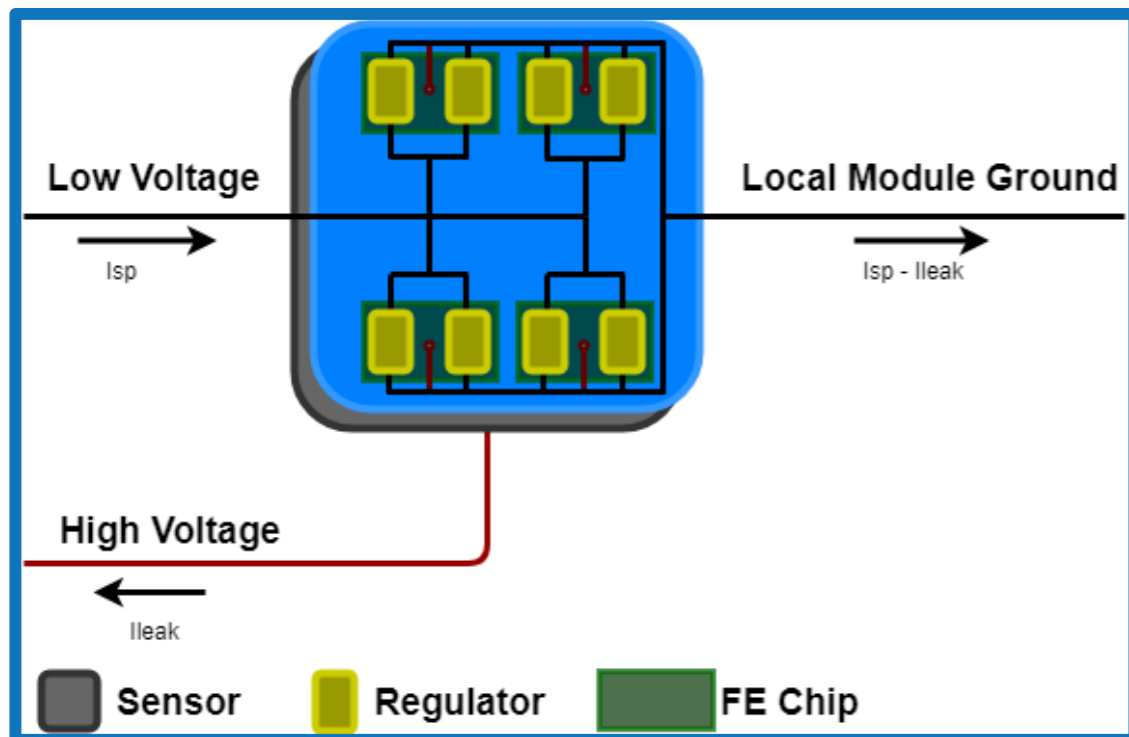 Low Voltage
Local Module Ground
Isp
Isp - Ileak
High Voltage
Ileak
Sensor
Regulator
FE Chip